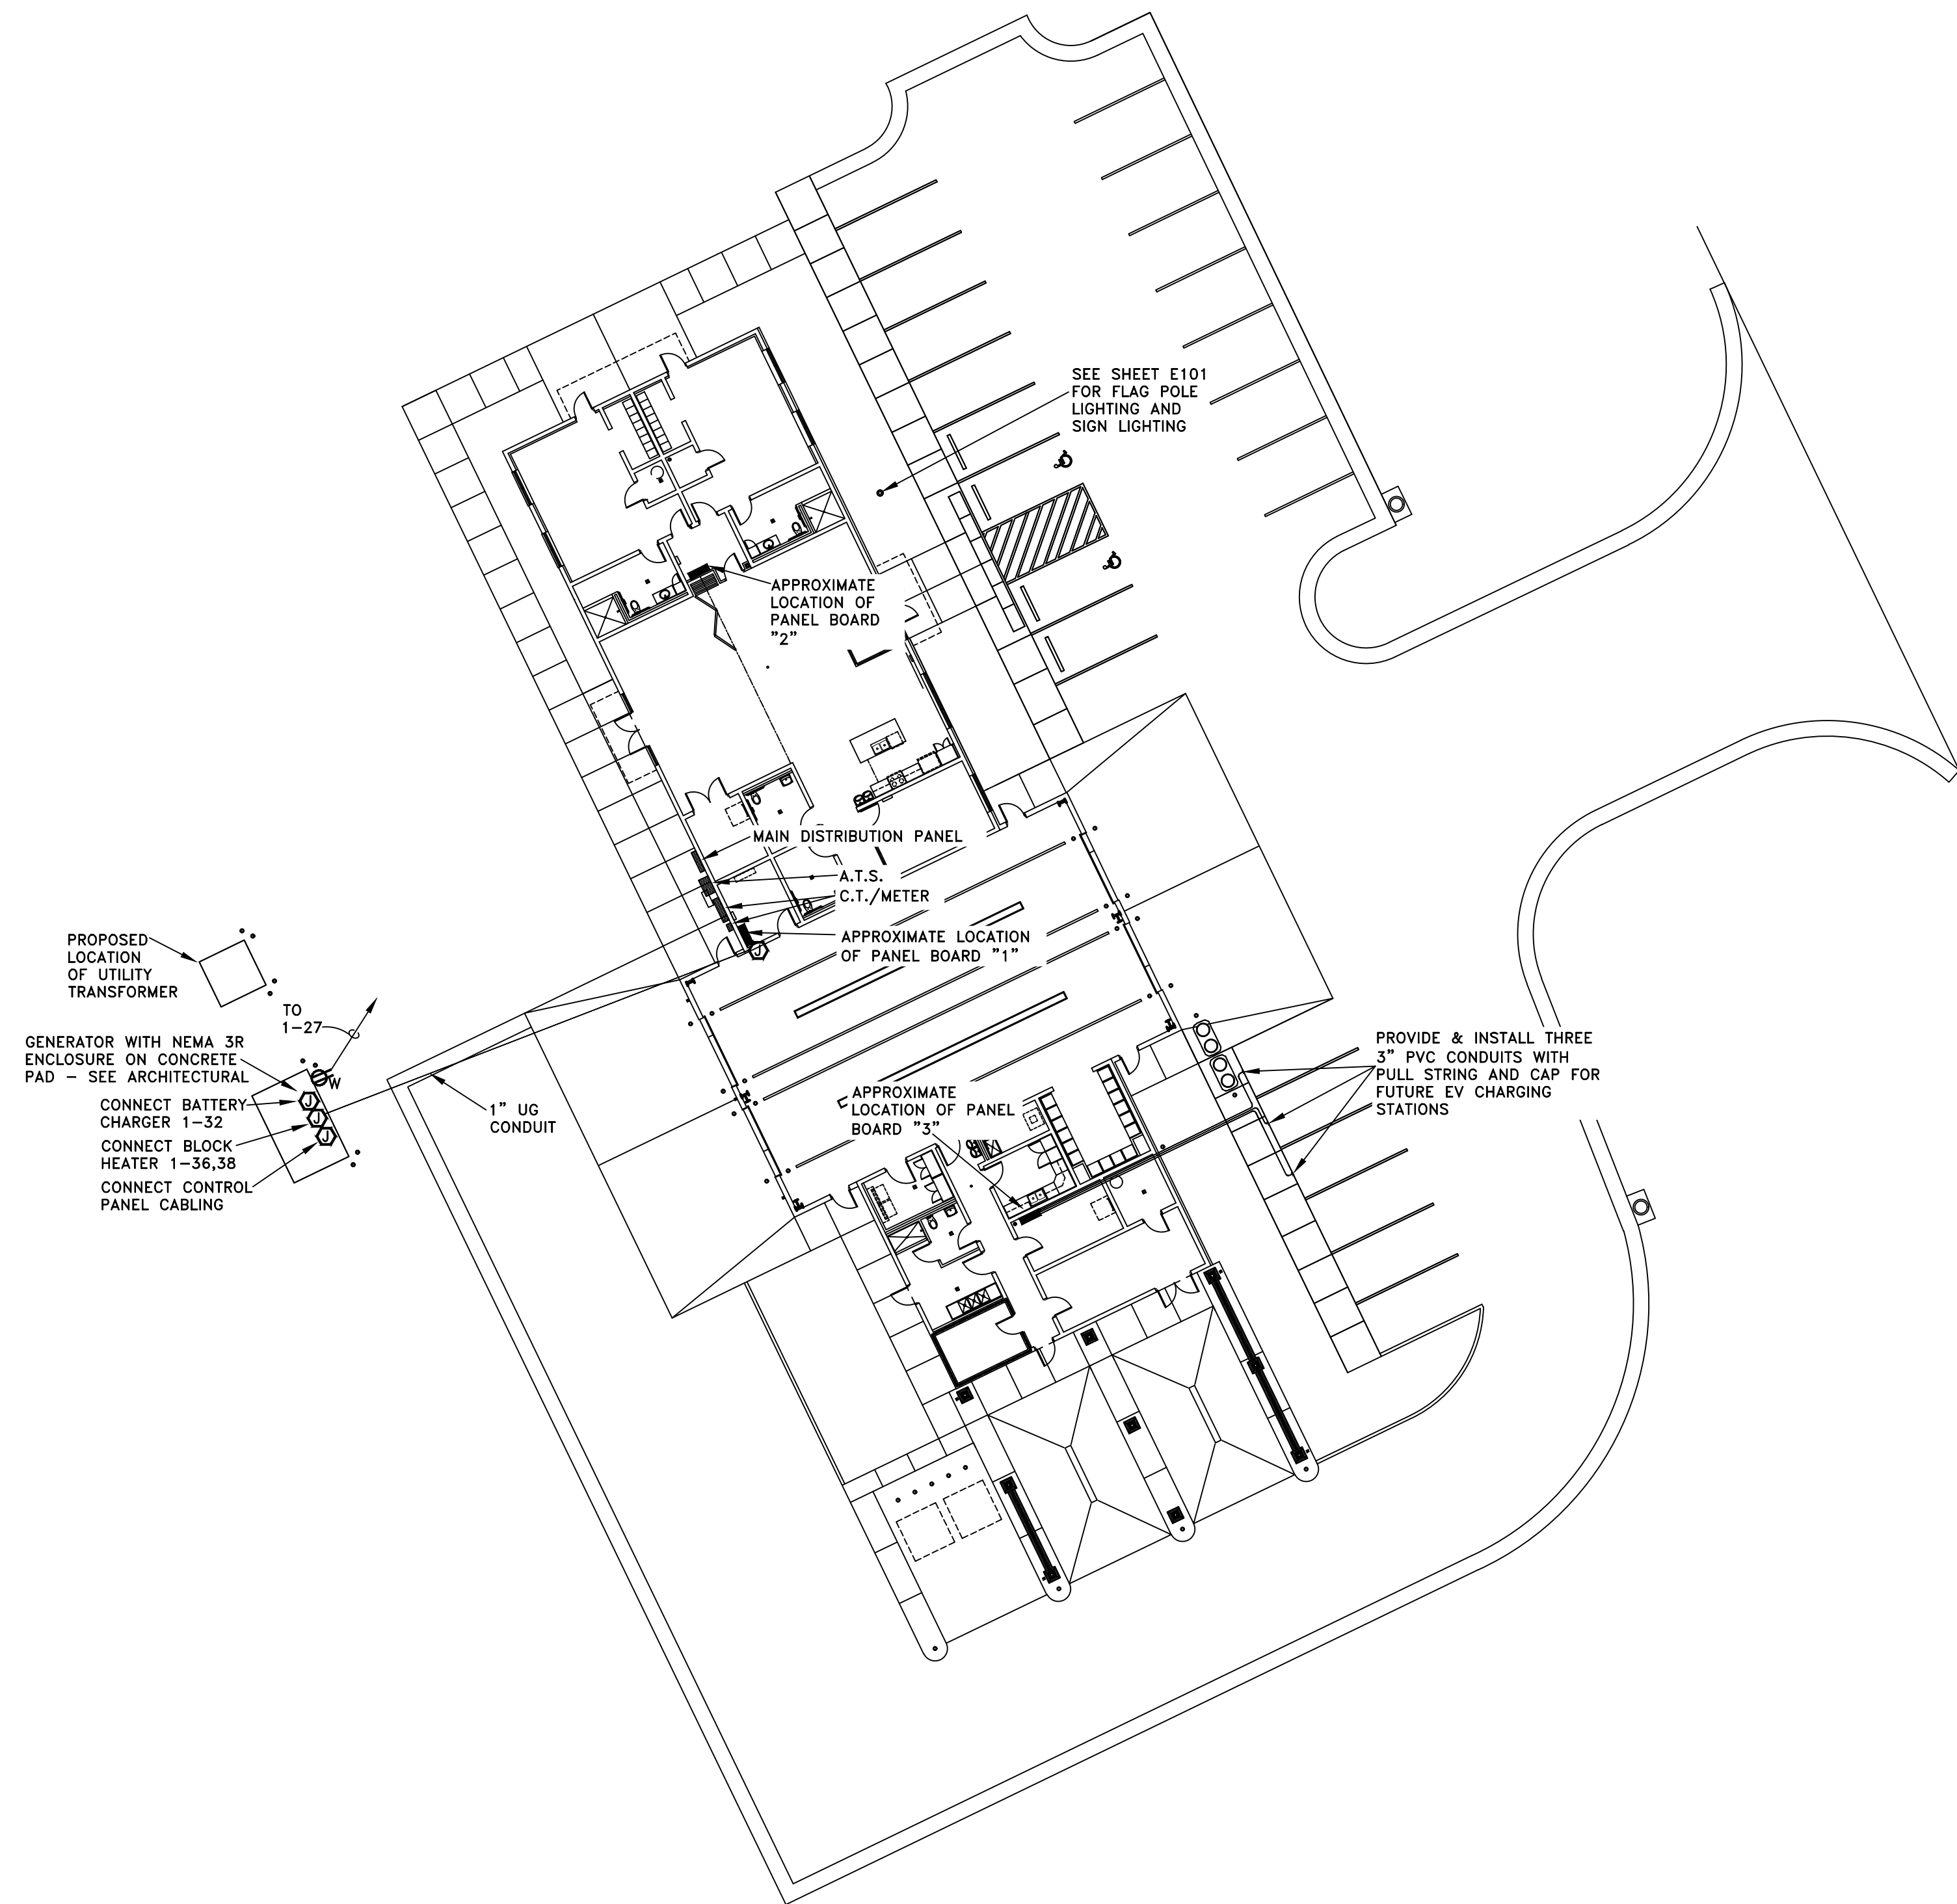 SEE SHEET E101
FOR FLAG POLE
LIGHTING AND
SIGN LIGHTING
APPROXIMATE
LOCATION OF
PANEL BOARD
"2"
MAIN DISTRIBUTION PANEL
A.T.S.
C.T./METER
APPROXIMATE LOCATION
OF PANEL BOARD "1"
J
PROPOSED
LOCATION
OF UTILITY
TRANSFORMER
TO
1-27
GENERATOR WITH NEMA 3R
ENCLOSURE ON CONCRETE
PAD - SEE ARCHITECTURAL
W
CONNECT BATTERY
CHARGER 1-32
J
CONNECT BLOCK
HEATER 1-36,38
J
CONNECT CONTROL
PANEL CABLING
J
1" UG
CONDUIT
APPROXIMATE
LOCATION OF PANEL
BOARD "3"
PROVIDE & INSTALL THREE
3" PVC CONDUITS WITH
PULL STRING AND CAP FOR
FUTURE EV CHARGING
STATIONS